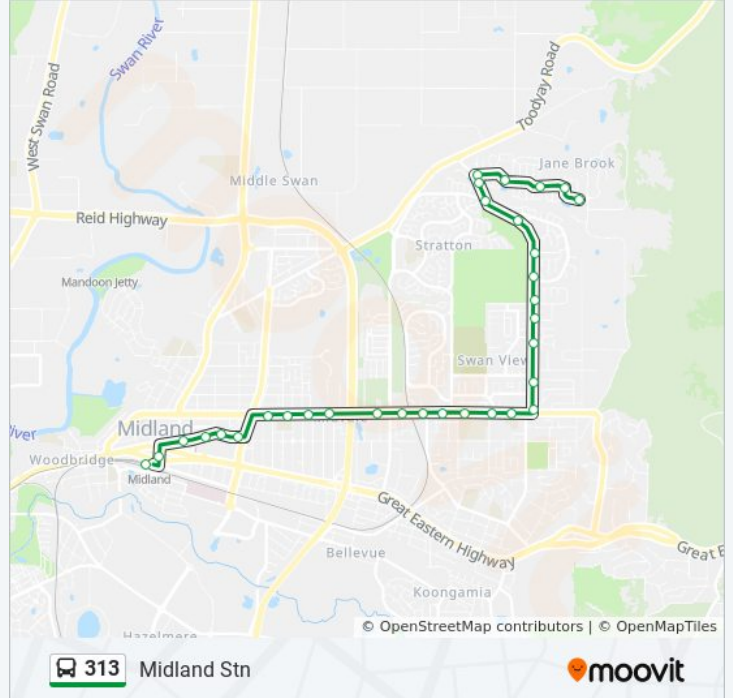 Swan River
Toodyay Road
West Swan Road
Jane Brook
Middle Swan
Reid Highway
Stratton
Mandoon Jetty
Swan View
Midland
Woodbridge
Midland
Great Eastern Highway
Bellevue
Great E
Koongamia
Hazelmere
© OpenStreetMap contributors | © OpenMapTiles
313 Midland Stn
moovit